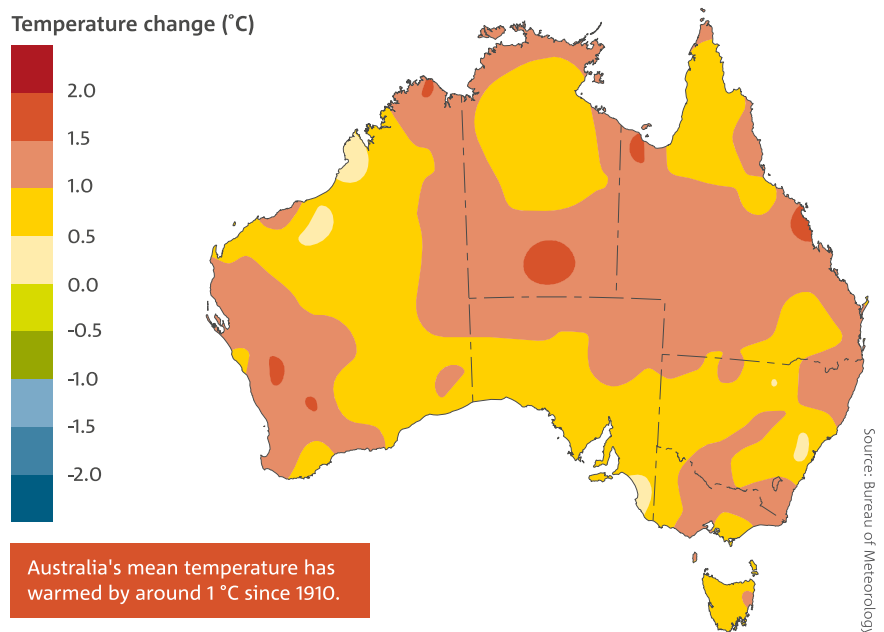 Temperature change (˚C)
2.0
1.5
1.0
0.5
0.0
-0.5
-1.0
-1.5
-2.0
Australia's mean temperature has
warmed by around 1 °C since 1910.
Source: Bureau of Meteorology